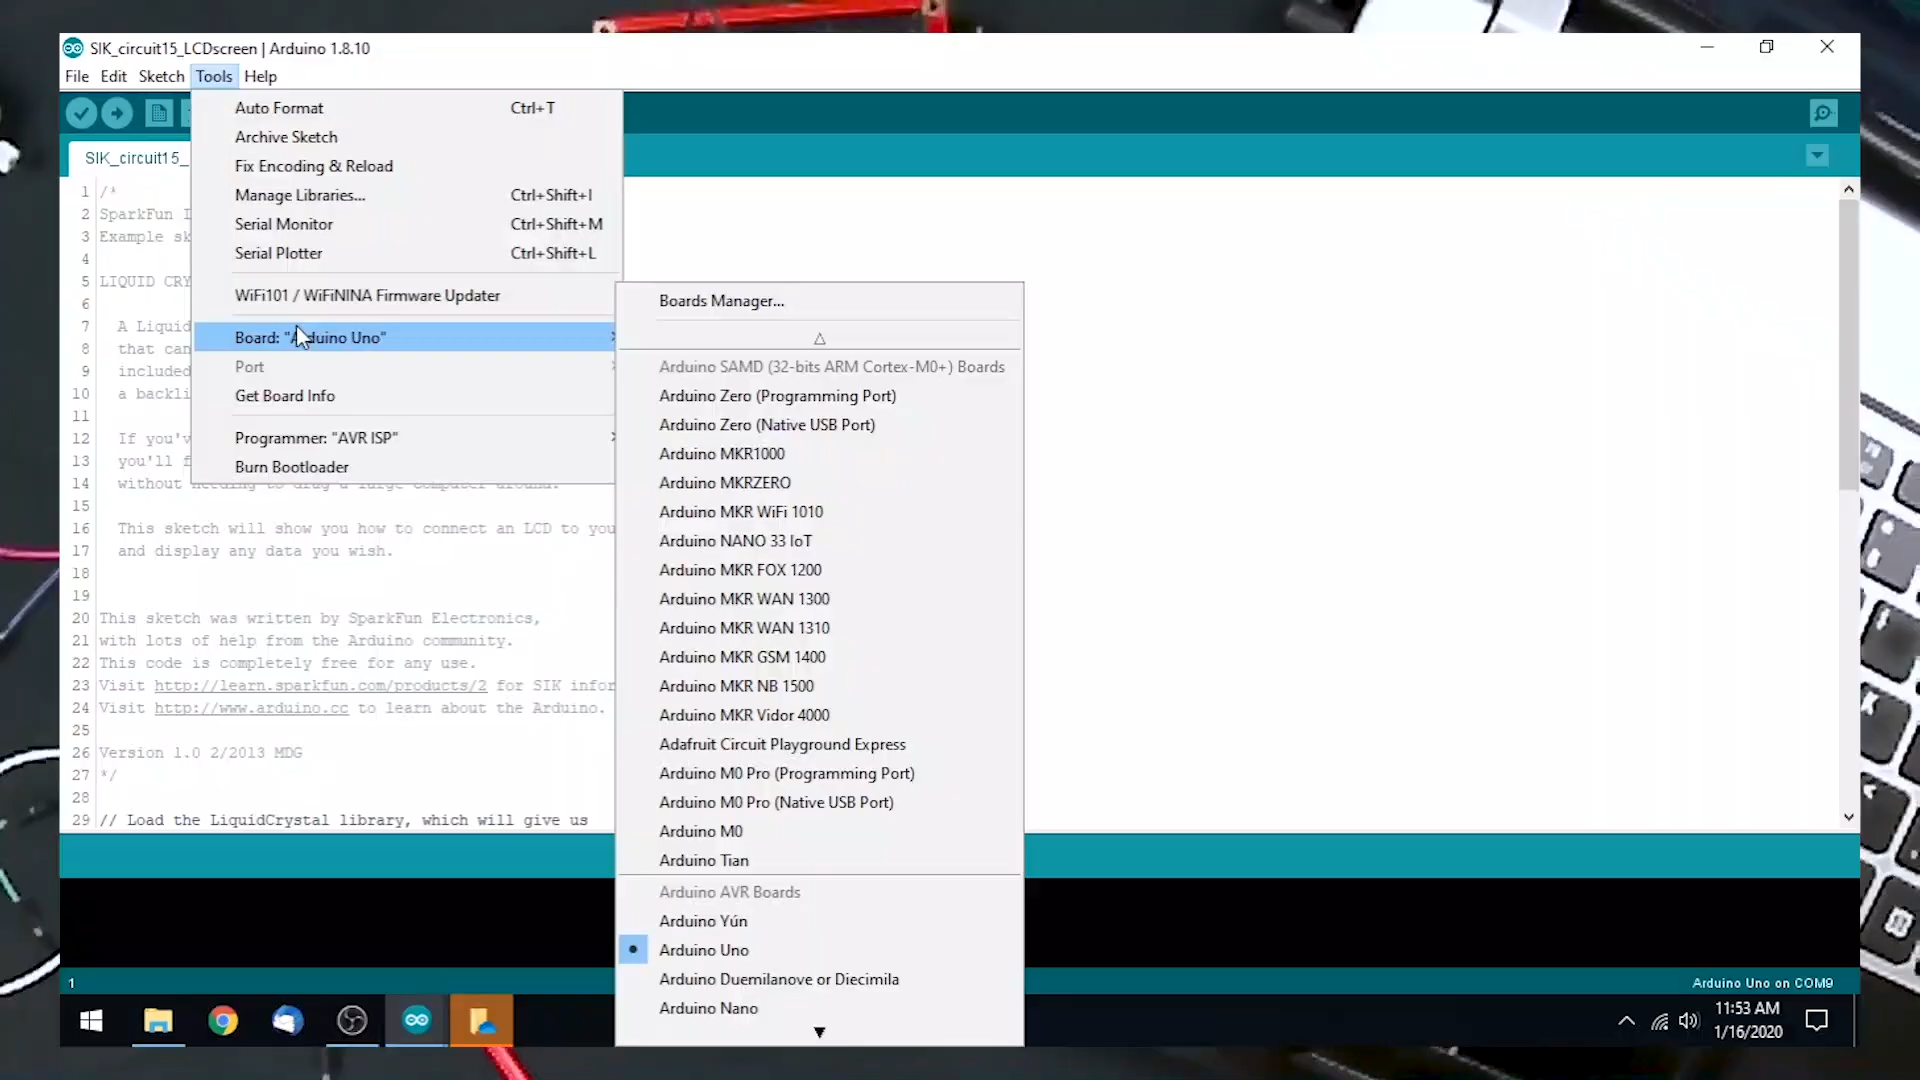 SIK_circuit15_LCDscreen | Arduino 1.8.10
File Edit Sketch Tools Help
SIK_circuit15_
Auto Format Ctrl+T
Archive Sketch
Fix Encoding & Reload
Manage Libraries... Ctrl+Shift+I
Serial Monitor Ctrl+Shift+M
Serial Plotter Ctrl+Shift+L
WiFi101 / WiFiNINA Firmware Updater
Board: "Arduino Uno"
Port
Get Board Info
Programmer: "AVR ISP"
Burn Bootloader
Boards Manager...
Arduino SAMD (32-bits ARM Cortex-M0+) Boards
Arduino Zero (Programming Port)
Arduino Zero (Native USB Port)
Arduino MKR1000
Arduino MKRZERO
Arduino MKR WiFi 1010
Arduino NANO 33 IoT
Arduino MKR FOX 1200
Arduino MKR WAN 1300
Arduino MKR WAN 1310
Arduino MKR GSM 1400
Arduino MKR NB 1500
Arduino MKR Vidor 4000
Adafruit Circuit Playground Express
Arduino M0 Pro (Programming Port)
Arduino M0 Pro (Native USB Port)
Arduino M0
Arduino Tian
Arduino AVR Boards
Arduino Yún
Arduino Uno
Arduino Duemilanove or Diecimila
Arduino Nano
1 /*
2 SparkFun I
3 Example sk
4
5 LIQUID CRY
6
7 A Liquid
8 that can
9 included
10 a backli
11
12 If you'v
13 you'll f
14 without needing to drag a large computer around.
15
16 This sketch will show you how to connect an LCD to you
17 and display any data you wish.
18
19
20 This sketch was written by SparkFun Electronics,
21 with lots of help from the Arduino community.
22 This code is completely free for any use.
23 Visit http://learn.sparkfun.com/products/2 for SIK infor
24 Visit http://www.arduino.cc to learn about the Arduino.
25
26 Version 1.0 2/2013 MDG
27 */
28
29 // Load the LiquidCrystal library, which will give us
1
Arduino Uno on COM9
11:53 AM
1/16/2020